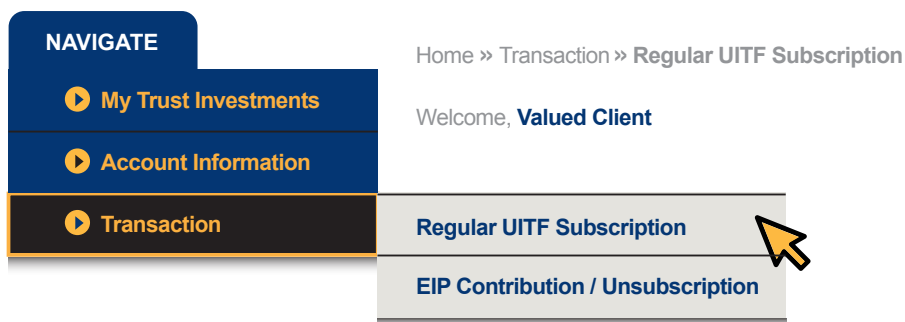 NAVIGATE
Home » Transaction » Regular UITF Subscription
My Trust Investments
Welcome, Valued Client
Account Information
Transaction
Regular UITF Subscription
EIP Contribution / Unsubscription